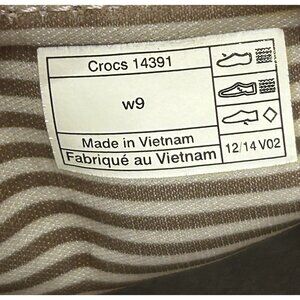 Crocs 14391
w9
Made in Vietnam
Fabriqué au Vietnam
12/14 V02